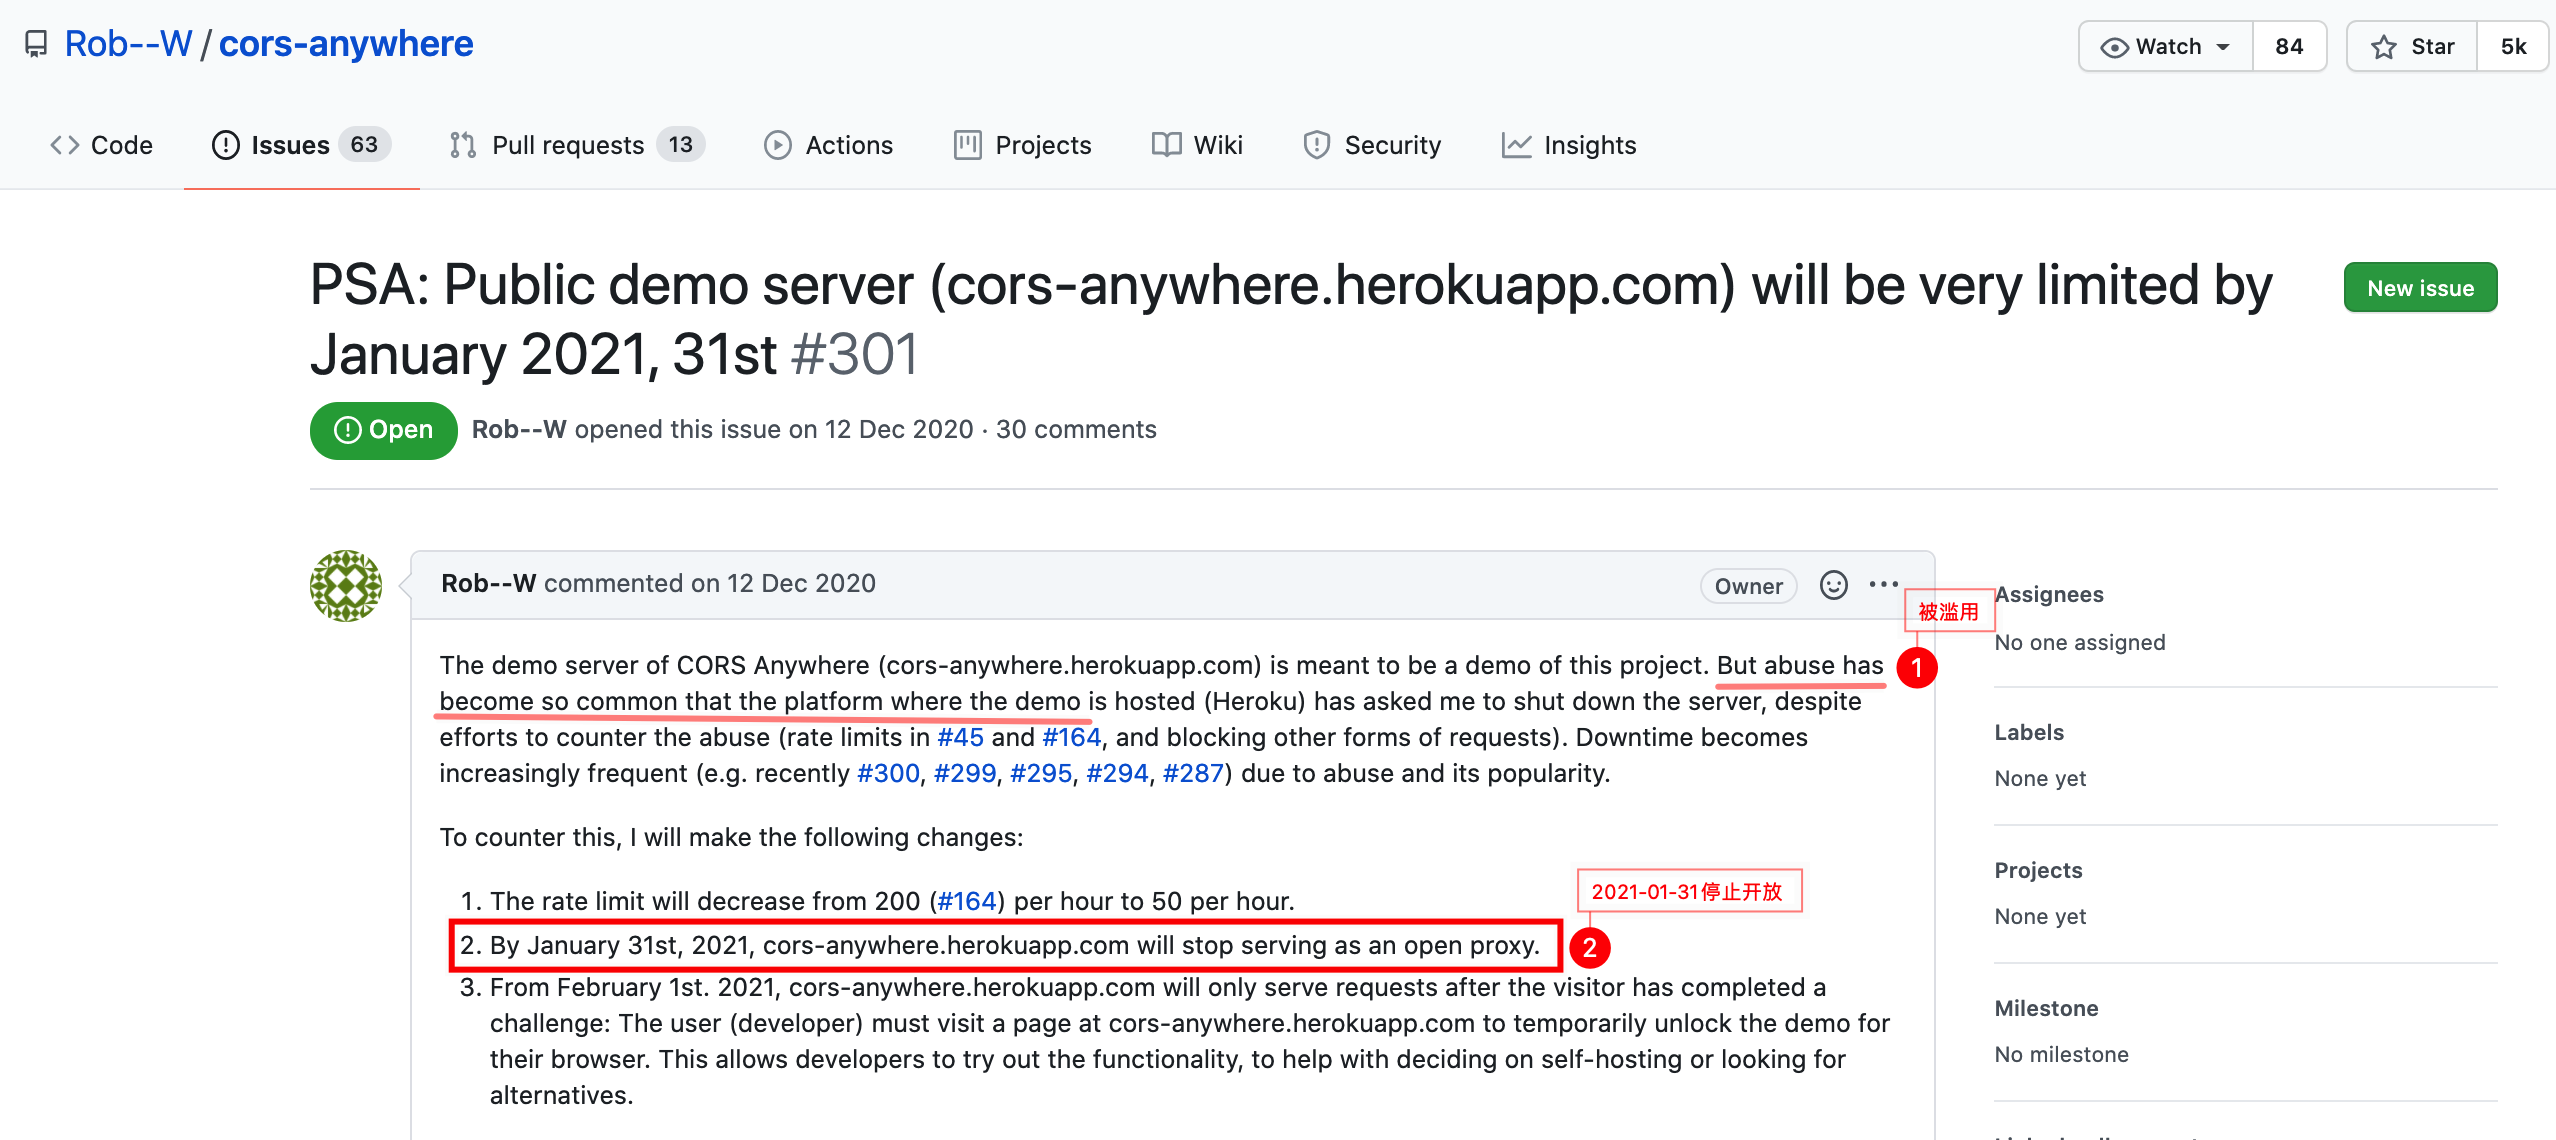 Rob--W / cors-anywhere
Watch 84
Star 5k
Code
Issues 63
Pull requests 13
Actions
Projects
Wiki
Security
Insights
PSA: Public demo server (cors-anywhere.herokuapp.com) will be very limited by
January 2021, 31st #301
New issue
Open
Rob--W opened this issue on 12 Dec 2020 · 30 comments
Rob--W commented on 12 Dec 2020
Owner
被滥用
1
The demo server of CORS Anywhere (cors-anywhere.herokuapp.com) is meant to be a demo of this project. But abuse has
become so common that the platform where the demo is hosted (Heroku) has asked me to shut down the server, despite
efforts to counter the abuse (rate limits in #45 and #164, and blocking other forms of requests). Downtime becomes
increasingly frequent (e.g. recently #300, #299, #295, #294, #287) due to abuse and its popularity.
To counter this, I will make the following changes:
1. The rate limit will decrease from 200 (#164) per hour to 50 per hour.
2021-01-31停止开放
2. By January 31st, 2021, cors-anywhere.herokuapp.com will stop serving as an open proxy.
2
3. From February 1st. 2021, cors-anywhere.herokuapp.com will only serve requests after the visitor has completed a
challenge: The user (developer) must visit a page at cors-anywhere.herokuapp.com to temporarily unlock the demo for
their browser. This allows developers to try out the functionality, to help with deciding on self-hosting or looking for
alternatives.
Assignees
No one assigned
Labels
None yet
Projects
None yet
Milestone
No milestone